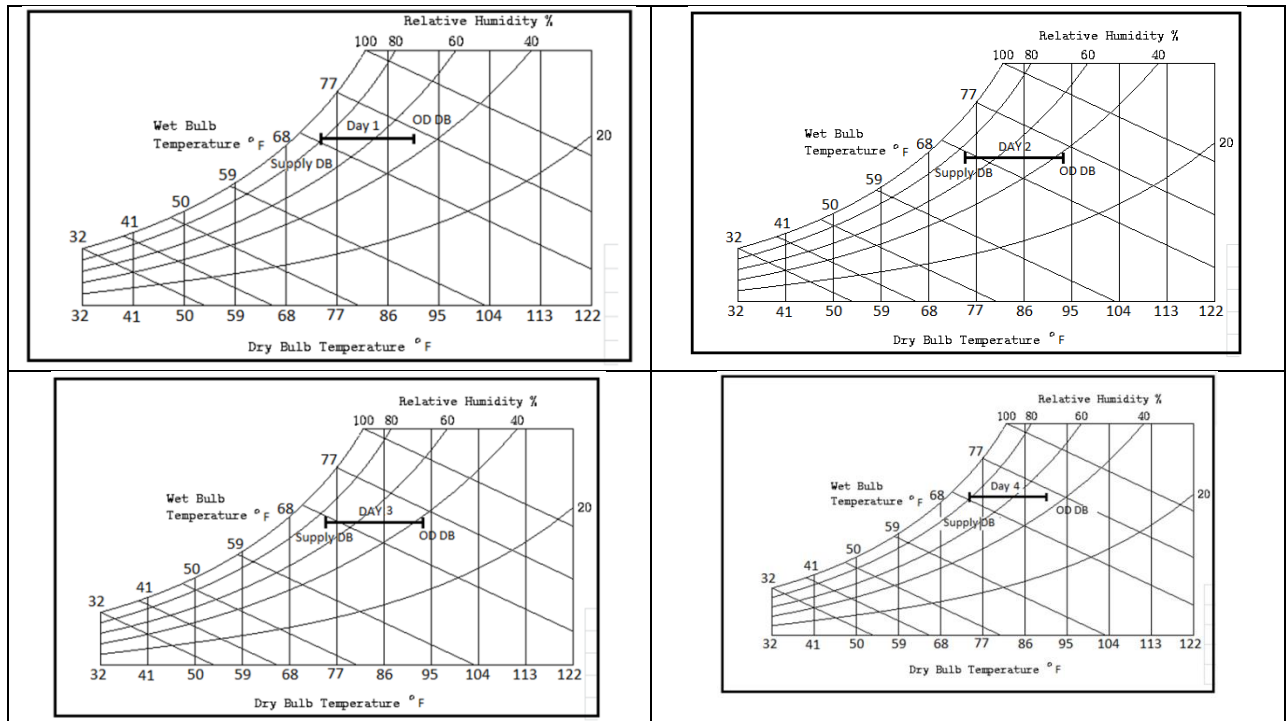 Relative Humidity %
100 80 60 40
77
Wet Bulb
Temperature °F
68
Day 1
OD DB
Supply DB
20
59
50
41
32
32 41 50 59 68 77 86 95 104 113 122
Dry Bulb Temperature °F
Relative Humidity %
100 80 60 40
77
Wet Bulb
Temperature °F
68
DAY 2
20
Supply DB
OD DB
59
50
41
32
32 41 50 59 68 77 86 95 104 113 122
Dry Bulb Temperature °F
Relative Humidity %
100 80 60 40
77
Wet Bulb
Temperature °F
68
DAY 3
20
Supply DB
OD DB
59
50
41
32
32 41 50 59 68 77 86 95 104 113 122
Dry Bulb Temperature °F
Relative Humidity %
100 80 60 40
77
Wet Bulb
Temperature °F
68
Day 4
20
OD DB
Supply DB
59
50
41
32
32 41 50 59 68 77 86 95 104 113 122
Dry Bulb Temperature °F